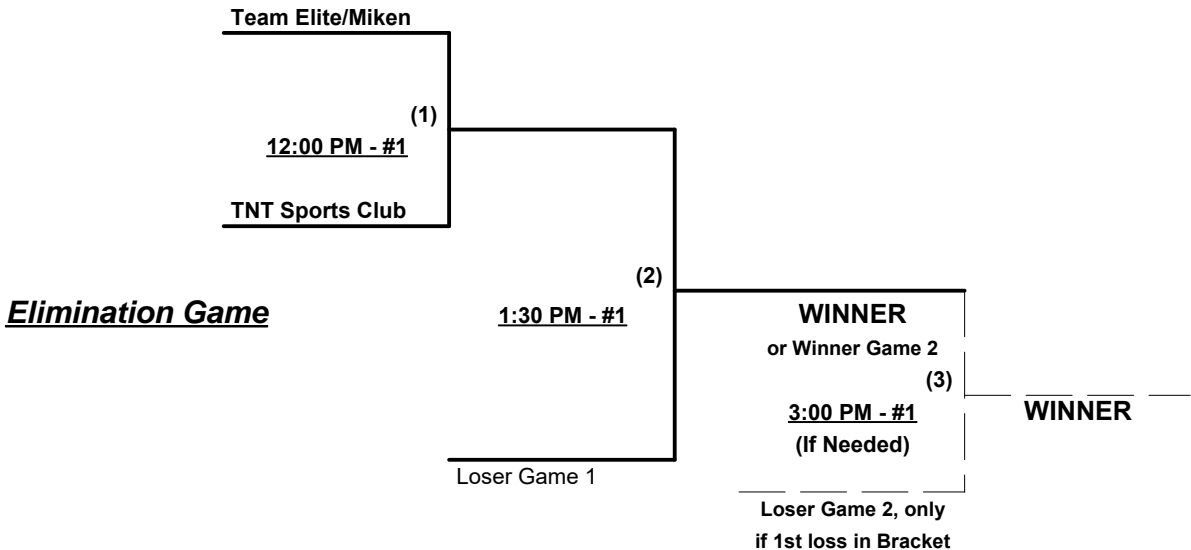 Team Elite/Miken
(1)
12:00 PM - #1
TNT Sports Club
(2)
Elimination Game
1:30 PM - #1
WINNER
or Winner Game 2
(3)
3:00 PM - #1
WINNER
(If Needed)
Loser Game 1
Loser Game 2, only
if 1st loss in Bracket